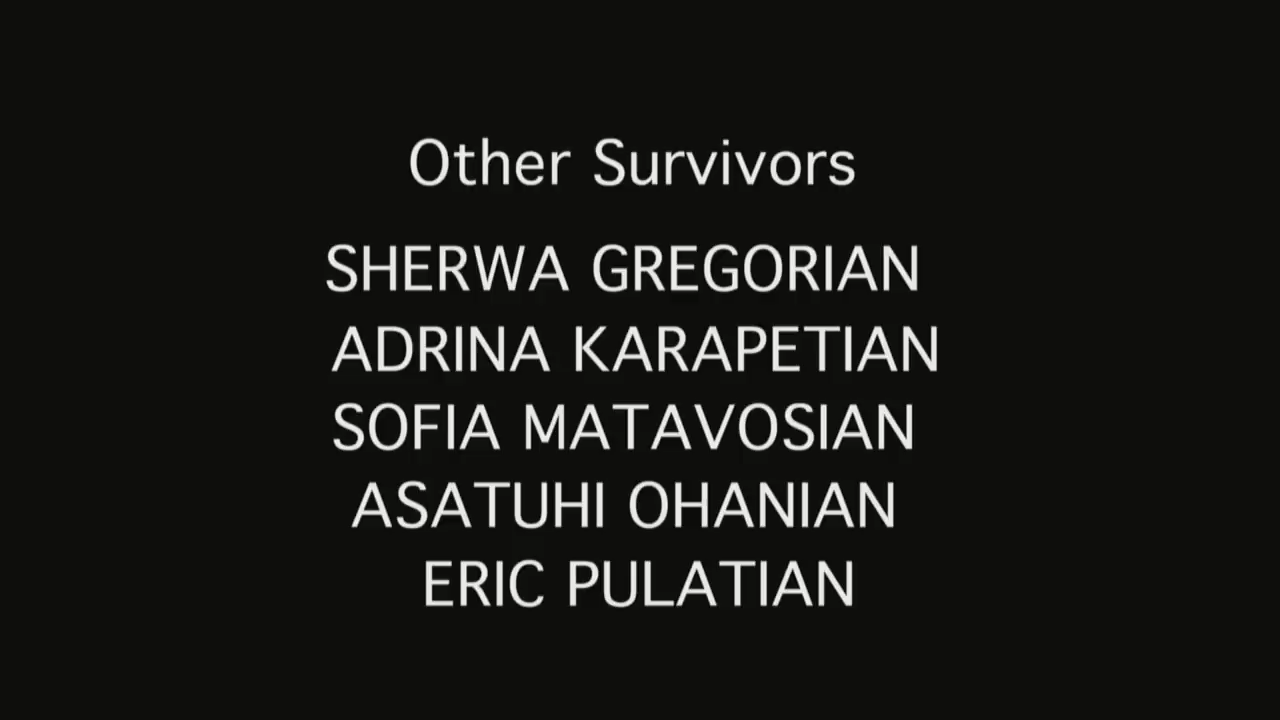 Other Survivors
SHERWA GREGORIAN
ADRINA KARAPETIAN
SOFIA MATAVOSIAN
ASATUHI OHANIAN
ERIC PULATIAN